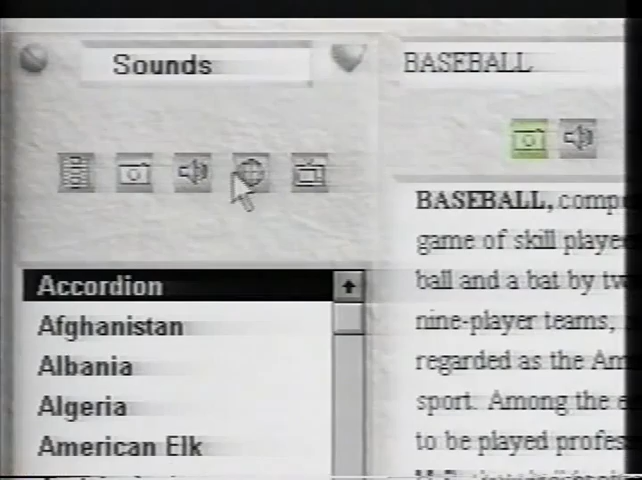 Sounds
BASEBALL
Accordion
Afghanistan
Albania
Algeria
American Elk
BASEBALL, comp
game of skill playe
ball and a bat by tw
nine-player teams,
regarded as the Am
sport. Among the e
to be played profes